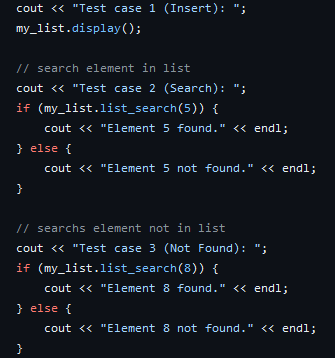 cout << "Test case 1 (Insert): ";
my_list.display();

// search element in list
cout << "Test case 2 (Search): ";
if (my_list.list_search(5)) {
    cout << "Element 5 found." << endl;
} else {
    cout << "Element 5 not found." << endl;
}

// searchs element not in list
cout << "Test case 3 (Not Found): ";
if (my_list.list_search(8)) {
    cout << "Element 8 found." << endl;
} else {
    cout << "Element 8 not found." << endl;
}